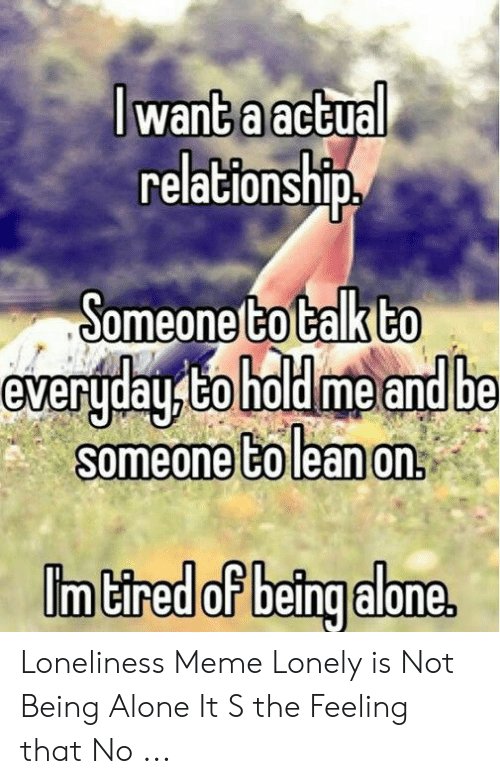 I want a actual
relationship.
Someone to talk to
everyday, to hold me and be
someone to lean on.
I'm tired of being alone.
Loneliness Meme Lonely is Not
Being Alone It S the Feeling
that No ...